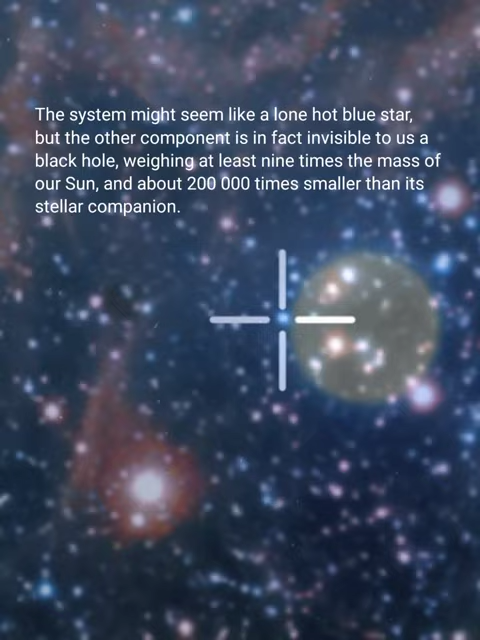 The system might seem like a lone hot blue star,
but the other component is in fact invisible to us a
black hole, weighing at least nine times the mass of
our Sun, and about 200 000 times smaller than its
stellar companion.